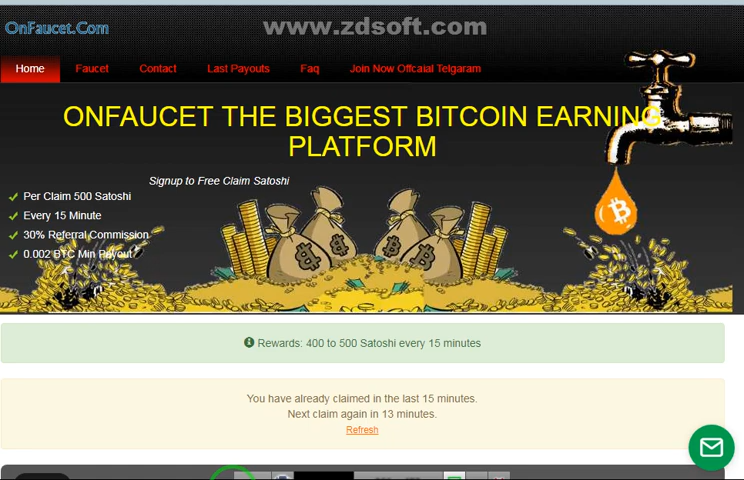 OnFaucet.Com
www.zdsoft.com
Home Faucet Contact Last Payouts Faq Join Now Offcaial Telgaram
ONFAUCET THE BIGGEST BITCOIN EARNING
PLATFORM
Signup to Free Claim Satoshi
Per Claim 500 Satoshi
Every 15 Minute
30% Referral Commission
0.002 BTC Min Payout
Rewards: 400 to 500 Satoshi every 15 minutes
You have already claimed in the last 15 minutes.
Next claim again in 13 minutes.
Refresh